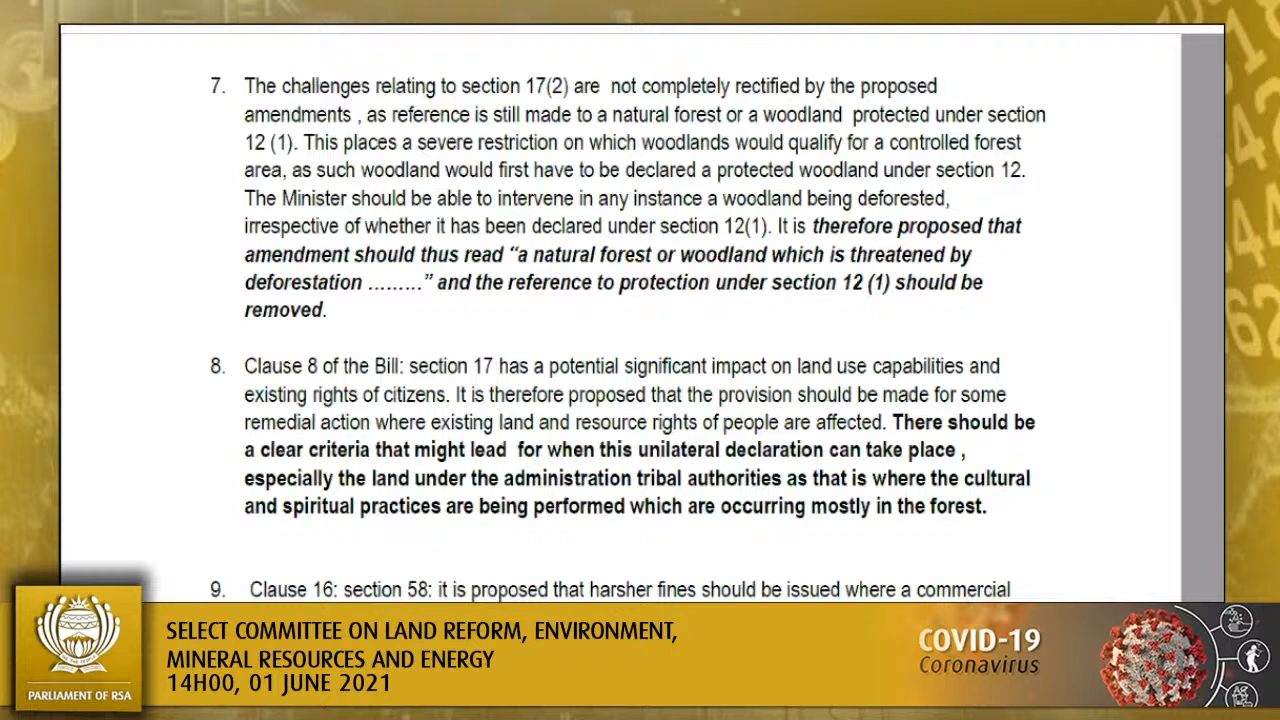 7. The challenges relating to section 17(2) are not completely rectified by the proposed
amendments , as reference is still made to a natural forest or a woodland protected under section
12 (1). This places a severe restriction on which woodlands would qualify for a controlled forest
area, as such woodland would first have to be declared a protected woodland under section 12.
The Minister should be able to intervene in any instance a woodland being deforested,
irrespective of whether it has been declared under section 12(1). It is therefore proposed that
amendment should thus read “a natural forest or woodland which is threatened by
deforestation .........” and the reference to protection under section 12 (1) should be
removed.
8. Clause 8 of the Bill: section 17 has a potential significant impact on land use capabilities and
existing rights of citizens. It is therefore proposed that the provision should be made for some
remedial action where existing land and resource rights of people are affected. There should be
a clear criteria that might lead for when this unilateral declaration can take place ,
especially the land under the administration tribal authorities as that is where the cultural
and spiritual practices are being performed which are occurring mostly in the forest.
9. Clause 16: section 58: it is proposed that harsher fines should be issued where a commercial
SELECT COMMITTEE ON LAND REFORM, ENVIRONMENT,
MINERAL RESOURCES AND ENERGY
14H00, 01 JUNE 2021
PARLIAMENT OF RSA
COVID-19
Coronavirus